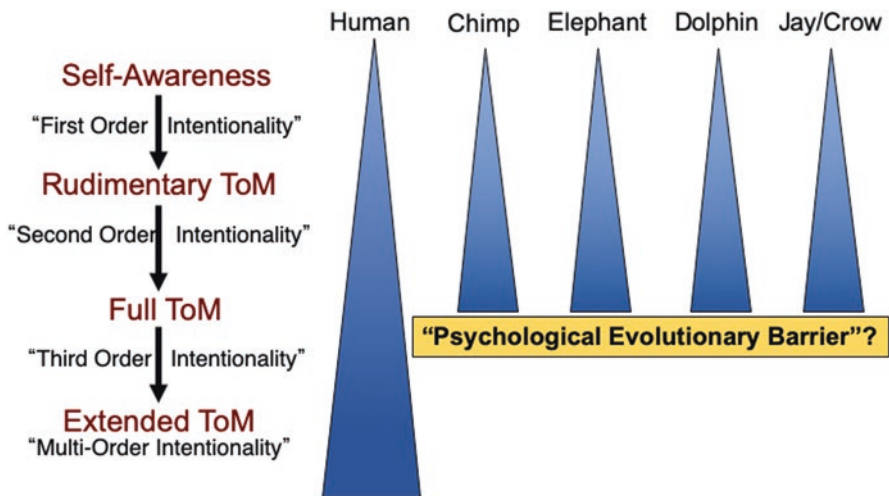 Human Chimp Elephant Dolphin Jay/Crow
Self-Awareness
“First Order Intentionality”
Rudimentary ToM
“Second Order Intentionality”
Full ToM
“Psychological Evolutionary Barrier”?
“Third Order Intentionality”
Extended ToM
“Multi-Order Intentionality”